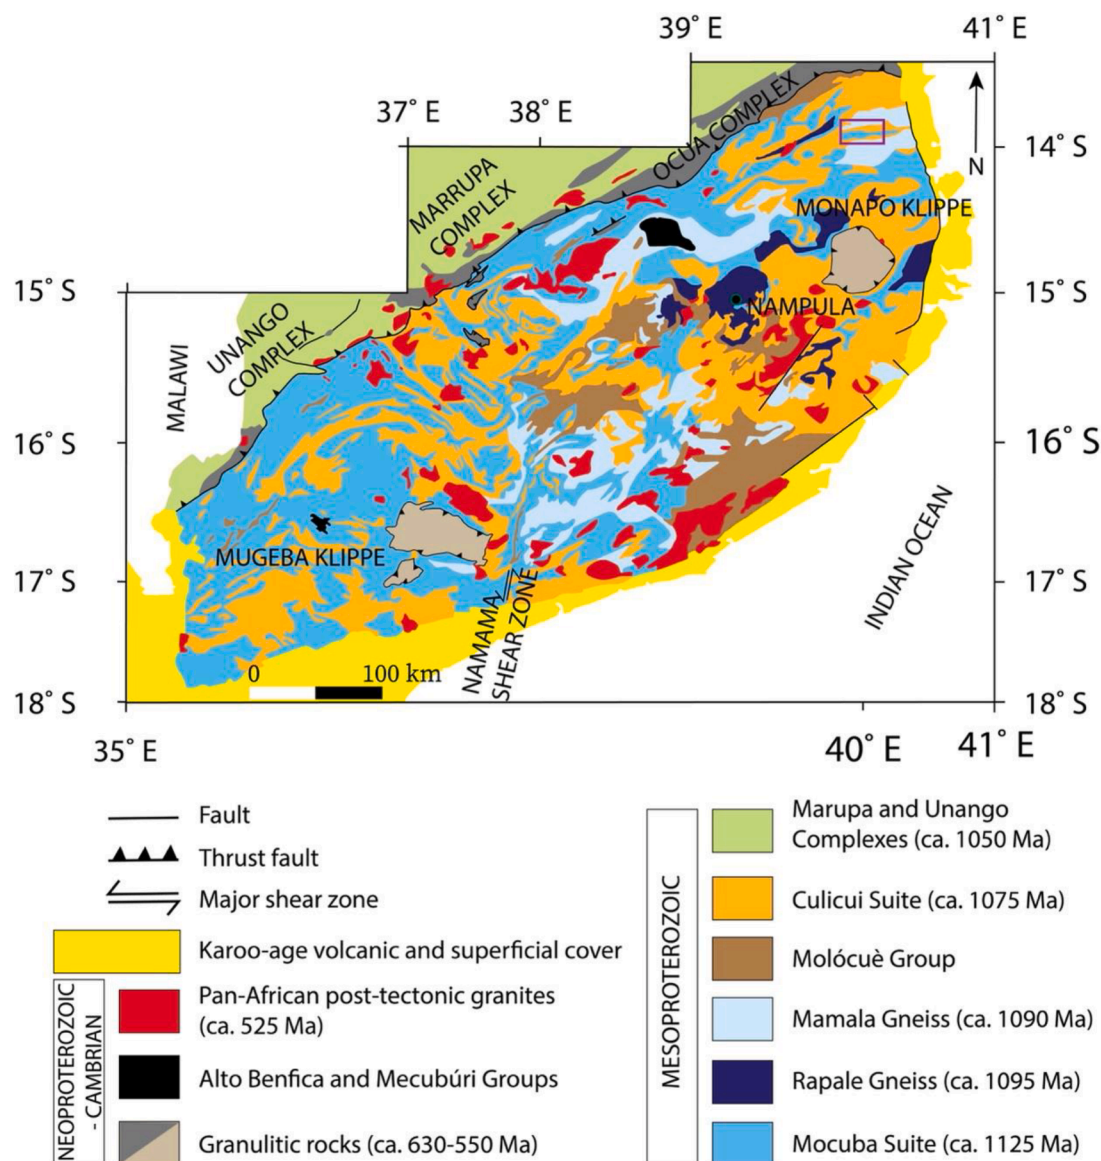 39° E
41° E
37° E
38° E
OCUA COMPLEX
14° S
N
MARRUPA
COMPLEX
MONAPO KLIPPE
15° S
15° S
NAMPULA
UNANGO
COMPLEX
MALAWI
16° S
16° S
INDIAN OCEAN
MUGEBA KLIPPE
17° S
17° S
NAMAMA
SHEAR ZONE
0
100 km
18° S
18° S
35° E
40° E
41° E
Fault
Thrust fault
Major shear zone
Karoo-age volcanic and superficial cover
NEOPROTEROZOIC
- CAMBRIAN
Pan-African post-tectonic granites
(ca. 525 Ma)
Alto Benfica and Mecubúri Groups
Granulitic rocks (ca. 630-550 Ma)
MESOPROTEROZOIC
Marupa and Unango
Complexes (ca. 1050 Ma)
Culicui Suite (ca. 1075 Ma)
Molócuè Group
Mamala Gneiss (ca. 1090 Ma)
Rapale Gneiss (ca. 1095 Ma)
Mocuba Suite (ca. 1125 Ma)